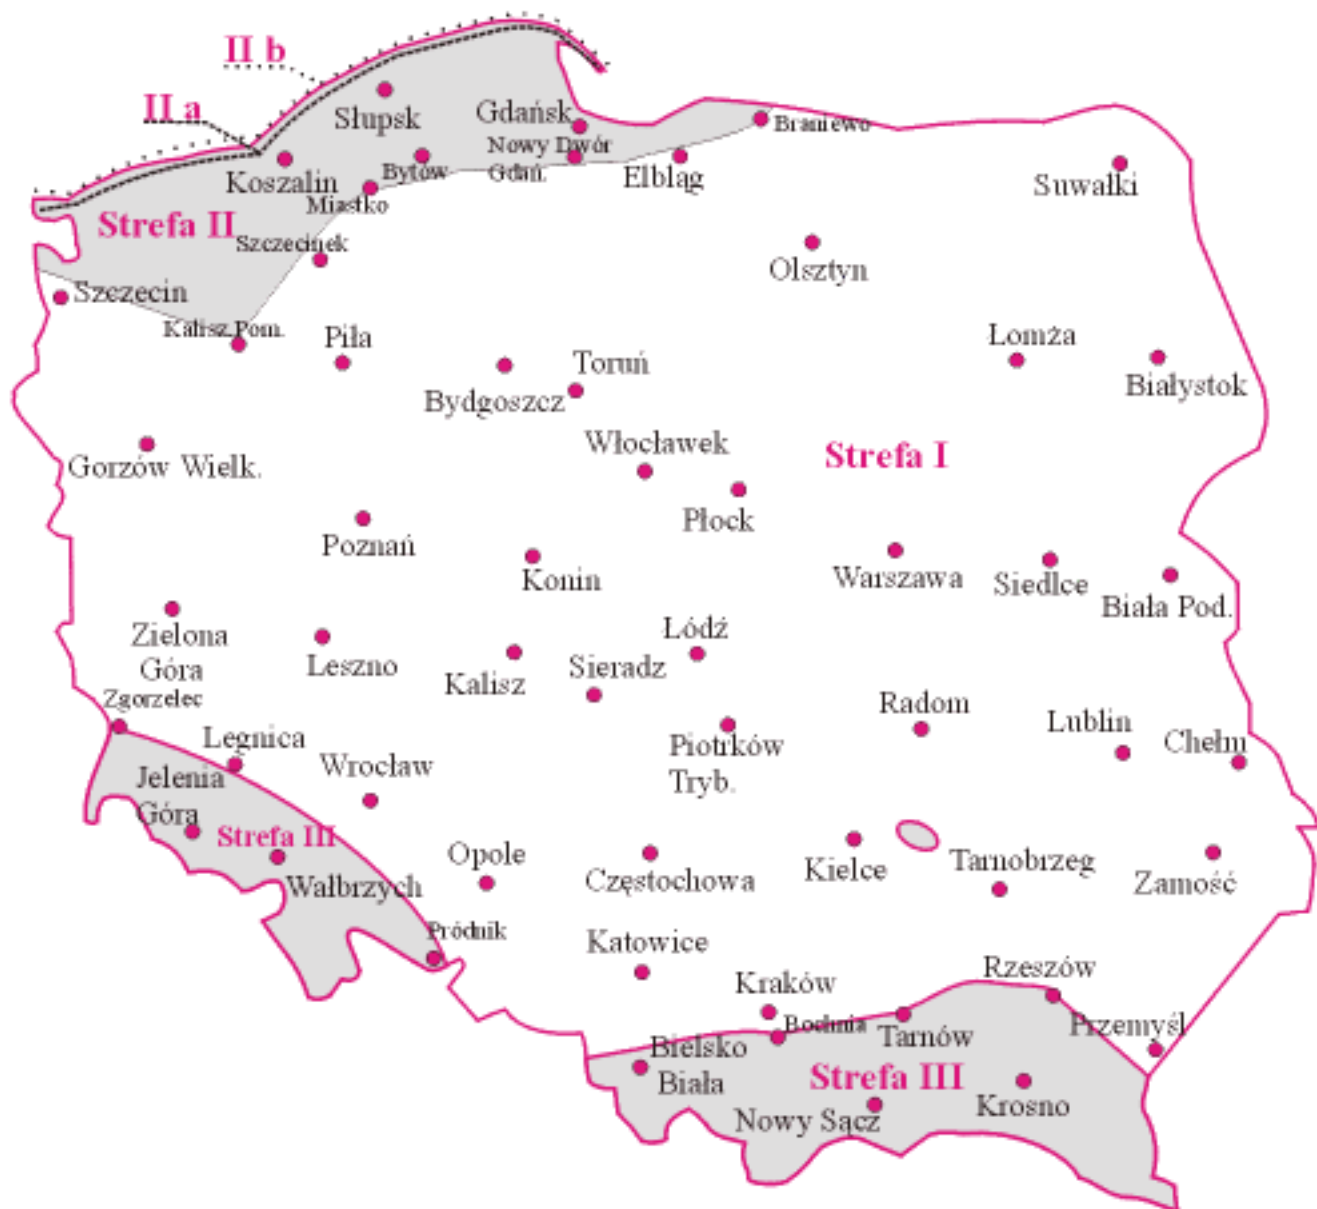 II b
II a
Słupsk
Gdańsk
Braniewo
Nowy Dwór
Gdań.
Bytów
Elbląg
Koszalin
Suwałki
Miastko
Strefa II
Szczecinek
Olsztyn
Szczecin
Kalisz Pom.
Piła
Łomża
Toruń
Białystok
Bydgoszcz
Włocławek
Strefa I
Gorzów Wielk.
Płock
Poznań
Konin
Warszawa
Siedlce
Biała Pod.
Zielona
Góra
Łódź
Leszno
Sieradz
Kalisz
Zgorzelec
Radom
Lublin
Legnica
Chełm
Piotrków
Tryb.
Wrocław
Jelenia
Góra
Strefa III
Opole
Częstochowa
Kielce
Tarnobrzeg
Zamość
Wałbrzych
Pródnik
Katowice
Rzeszów
Kraków
Bochnia
Tarnów
Przemyśl
Bielsko
Biała
Strefa III
Krosno
Nowy Sącz